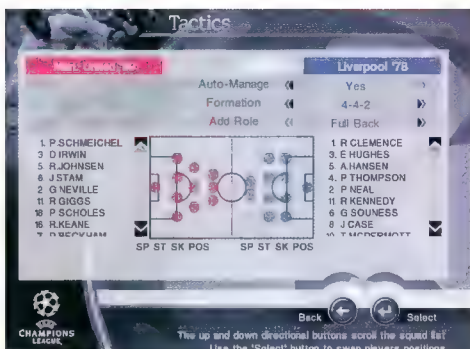 Tactics
Liverpool '78
Auto-Manage Yes
Formation 4-4-2
Add Role Full Back
1. P.SCHMEICHEL
3 D IRWIN
5 R.JOHNSEN
6 J STAM
2 G NEVILLE
11 R GIGGS
18 P SCHOLES
16 R.KEANE
7 D BECKHAM
1 R CLEMENCE
3. E HUGHES
5 A.HANSEN
4. P THOMPSON
2 P NEAL
11 R KENNEDY
6 G SOUNESS
8 J CASE
10 T MCDERMOTT
SP ST SK POS SP ST SK POS
Back Select
CHAMPIONS
LEAGUE
The up and down directional buttons scroll the squad list
Use the 'Select' button to swap players positions